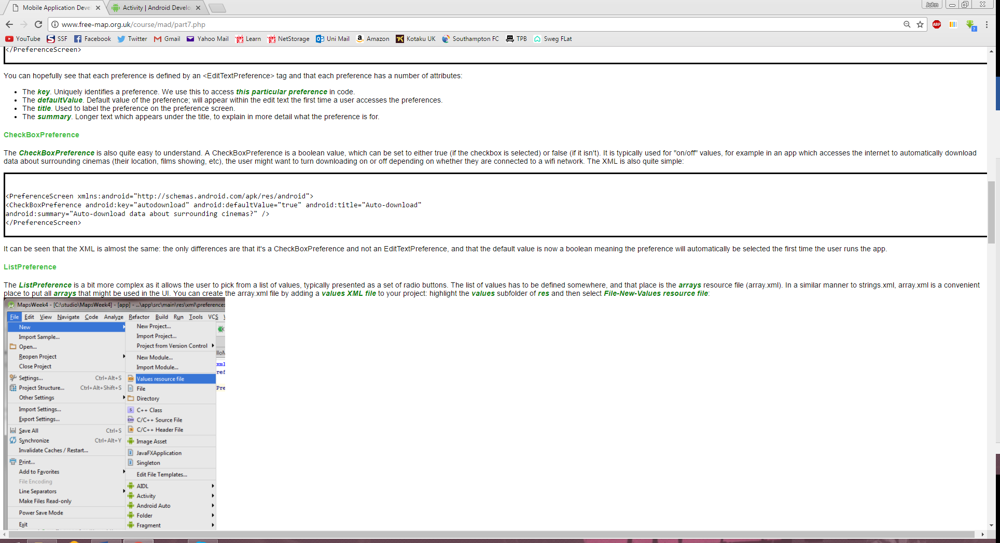 Mobile Application Deve
Activity | Android Develo
John
www.free-map.org.uk/course/mad/part7.php
ABP
YouTube SSF Facebook Twitter Gmail Yahoo Mail Learn NetStorage Uni Mail Amazon Kotaku UK Southampton FC TPB Sweg FLat
</PreferenceScreen>
You can hopefully see that each preference is defined by an <EditTextPreference> tag and that each preference has a number of attributes:
• The key. Uniquely identifies a preference. We use this to access this particular preference in code.
• The defaultValue. Default value of the preference; will appear within the edit text the first time a user accesses the preferences.
• The title. Used to label the preference on the preference screen.
• The summary. Longer text which appears under the title, to explain in more detail what the preference is for.
CheckBoxPreference
The CheckBoxPreference is also quite easy to understand. A CheckBoxPreference is a boolean value, which can be set to either true (if the checkbox is selected) or false (if it isn't). It is typically used for "on/off" values, for example in an app which accesses the internet to automatically download
data about surrounding cinemas (their location, films showing, etc), the user might want to turn downloading on or off depending on whether they are connected to a wifi network. The XML is also quite simple:
<PreferenceScreen xmlns:android="http://schemas.android.com/apk/res/android">
<CheckBoxPreference android:key="autodownload" android:defaultValue="true" android:title="Auto-download"
android:summary="Auto-download data about surrounding cinemas?" />
</PreferenceScreen>
It can be seen that the XML is almost the same: the only differences are that it's a CheckBoxPreference and not an EditTextPreference, and that the default value is now a boolean meaning the preference will automatically be selected the first time the user runs the app.
ListPreference
The ListPreference is a bit more complex as it allows the user to pick from a list of values, typically presented as a set of radio buttons. The list of values has to be defined somewhere, and that place is the arrays resource file (array.xml). In a similar manner to strings.xml, array.xml is a convenient
place to put all arrays that might be used in the UI. You can create the array.xml file by adding a values XML file to your project: highlight the values subfolder of res and then select File-New-Values resource file:
MapsWeek4 - [C:\studio\MapsWeek4] - [app] - ...\app\src\main\res\xml\preferences
File Edit View Navigate Code Analyze Refactor Build Run Tools VCS
New
Import Sample...
Open...
Reopen Project
Close Project
Settings... Ctrl+Alt+S
Project Structure... Ctrl+Alt+Shift+S
Other Settings
Import Settings...
Export Settings...
Save All Ctrl+S
Synchronize Ctrl+Alt+Y
Invalidate Caches / Restart...
Print...
Add to Favorites
File Encoding
Line Separators
Make Files Read-only
Power Save Mode
Exit
New Project...
Import Project...
Project from Version Control
New Module...
Import Module...
Values resource file
File
Directory
C++ Class
C/C++ Source File
C/C++ Header File
Image Asset
JavaFXApplication
Singleton
Edit File Templates...
AIDL
Activity
Android Auto
Folder
Fragment
lloM
xml
ref
Pre